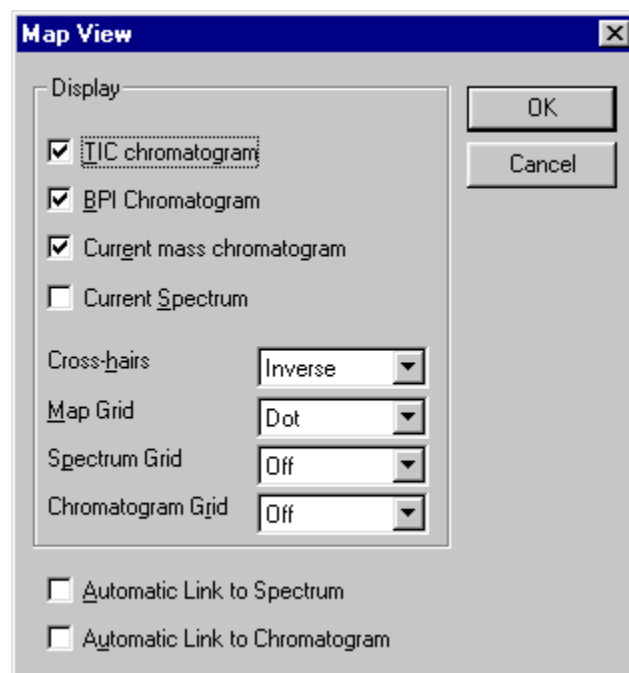 Map View
Display
TIC chromatogram
BPI Chromatogram
Current mass chromatogram
Current Spectrum
Cross-hairs Inverse
Map Grid Dot
Spectrum Grid Off
Chromatogram Grid Off
OK
Cancel
Automatic Link to Spectrum
Automatic Link to Chromatogram